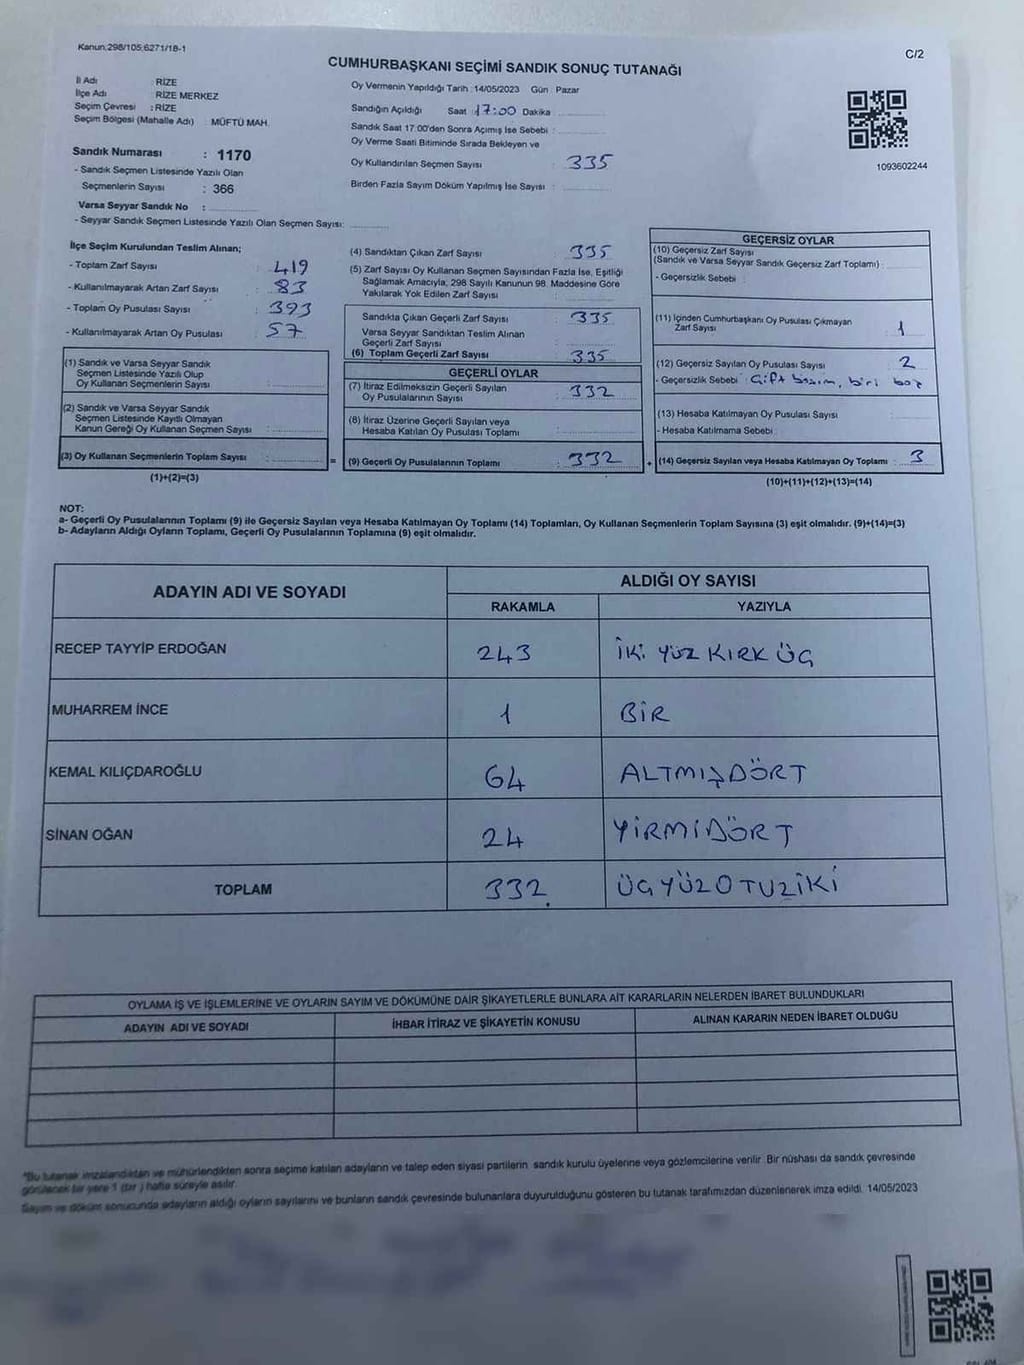 Kanun:298/105;6271/18-1
C/2
CUMHURBAŞKANI SEÇİMİ SANDIK SONUÇ TUTANAĞI
İl Adı : RİZE
İlçe Adı : RİZE MERKEZ
Seçim Çevresi : RİZE
Seçim Bölgesi (Mahalle Adı) : MÜFTÜ MAH.
Sandık Numarası : 1170
- Sandık Seçmen Listesinde Yazılı Olan
Seçmenlerin Sayısı : 366
Varsa Seyyar Sandık No :
- Seyyar Sandık Seçmen Listesinde Yazılı Olan Seçmen Sayısı:
Oy Vermenin Yapıldığı Tarih : 14/05/2023 Gün : Pazar
Sandığın Açıldığı Saat 17:00 Dakika
Sandık Saat 17:00'den Sonra Açımış İse Sebebi :
Oy Verme Saati Bitiminde Sırada Bekleyen ve
Oy Kullandırılan Seçmen Sayısı : 335
Birden Fazla Sayım Döküm Yapılmış İse Sayısı :
1093602244
İlçe Seçim Kurulundan Teslim Alınan;
- Toplam Zarf Sayısı : 419
- Kullanılmayarak Artan Zarf Sayısı : 83
- Toplam Oy Pusulası Sayısı : 393
- Kullanılmayarak Artan Oy Pusulası : 57
(1) Sandık ve Varsa Seyyar Sandık
Seçmen Listesinde Yazılı Olup
Oy Kullanan Seçmenlerin Sayısı :
(2) Sandık ve Varsa Seyyar Sandık
Seçmen Listesinde Kayıtlı Olmayan
Kanun Gereği Oy Kullanan Seçmen Sayısı :
(3) Oy Kullanan Seçmenlerin Toplam Sayısı :
(1)+(2)=(3)
=
(4) Sandıktan Çıkan Zarf Sayısı : 335
(5) Zarf Sayısı Oy Kullanan Seçmen Sayısından Fazla İse, Eşitliği
Sağlamak Amacıyla; 298 Sayılı Kanunun 98. Maddesine Göre
Yakılarak Yok Edilen Zarf Sayısı :
Sandıkta Çıkan Geçerli Zarf Sayısı : 335
Varsa Seyyar Sandıktan Teslim Alınan
Geçerli Zarf Sayısı :
(6) Toplam Geçerli Zarf Sayısı : 335
GEÇERLİ OYLAR
(7) İtiraz Edilmeksizin Geçerli Sayılan
Oy Pusulalarının Sayısı : 332
(8) İtiraz Üzerine Geçerli Sayılan veya
Hesaba Katılan Oy Pusulası Toplamı :
(9) Geçerli Oy Pusulalarının Toplamı : 332
+
GEÇERSİZ OYLAR
(10) Geçersiz Zarf Sayısı
(Sandık ve Varsa Seyyar Sandık Geçersiz Zarf Toplamı) :
- Geçersizlik Sebebi :
(11) İçinden Cumhurbaşkanı Oy Pusulası Çıkmayan
Zarf Sayısı : 1
(12) Geçersiz Sayılan Oy Pusulası Sayısı : 2
- Geçersizlik Sebebi : Çift basım, biri boş
(13) Hesaba Katılmayan Oy Pusulası Sayısı :
- Hesaba Katılmama Sebebi :
(14) Geçersiz Sayılan veya Hesaba Katılmayan Oy Toplamı : 3
(10)+(11)+(12)+(13)=(14)
NOT:
a- Geçerli Oy Pusulalarının Toplamı (9) ile Geçersiz Sayılan veya Hesaba Katılmayan Oy Toplamı (14) Toplamları, Oy Kullanan Seçmenlerin Toplam Sayısına (3) eşit olmalıdır. (9)+(14)=(3)
b- Adayların Aldığı Oyların Toplamı, Geçerli Oy Pusulalarının Toplamına (9) eşit olmalıdır.
ADAYIN ADI VE SOYADI
ALDIĞI OY SAYISI
RAKAMLA YAZIYLA
RECEP TAYYİP ERDOĞAN 243 İKİ YÜZ KIRK ÜÇ
MUHARREM İNCE 1 BİR
KEMAL KILIÇDAROĞLU 64 ALTMIŞDÖRT
SİNAN OĞAN 24 YİRMİDÖRT
TOPLAM 332 ÜÇYÜZOTUZİKİ
OYLAMA İŞ VE İŞLEMLERİNE VE OYLARIN SAYIM VE DÖKÜMÜNE DAİR ŞİKAYETLERLE BUNLARA AİT KARARLARIN NELERDEN İBARET BULUNDUKLARI
ADAYIN ADI VE SOYADI İHBAR İTİRAZ VE ŞİKAYETİN KONUSU ALINAN KARARIN NEDEN İBARET OLDUĞU
*Bu tutanak imzalandıktan ve mühürlendikten sonra seçime katılan adayların ve talep eden siyasi partilerin sandık kurulu üyelerine veya gözlemcilerine verilir. Bir nüshası da sandık çevresinde
görülecek bir yere 1 (bir ) hafta süreyle asılır.
Sayım ve döküm sonucunda adayların aldığı oyların sayılarını ve bunların sandık çevresinde bulunanlara duyurulduğunu gösteren bu tutanak tarafımızdan düzenlenerek imza edildi. 14/05/2023